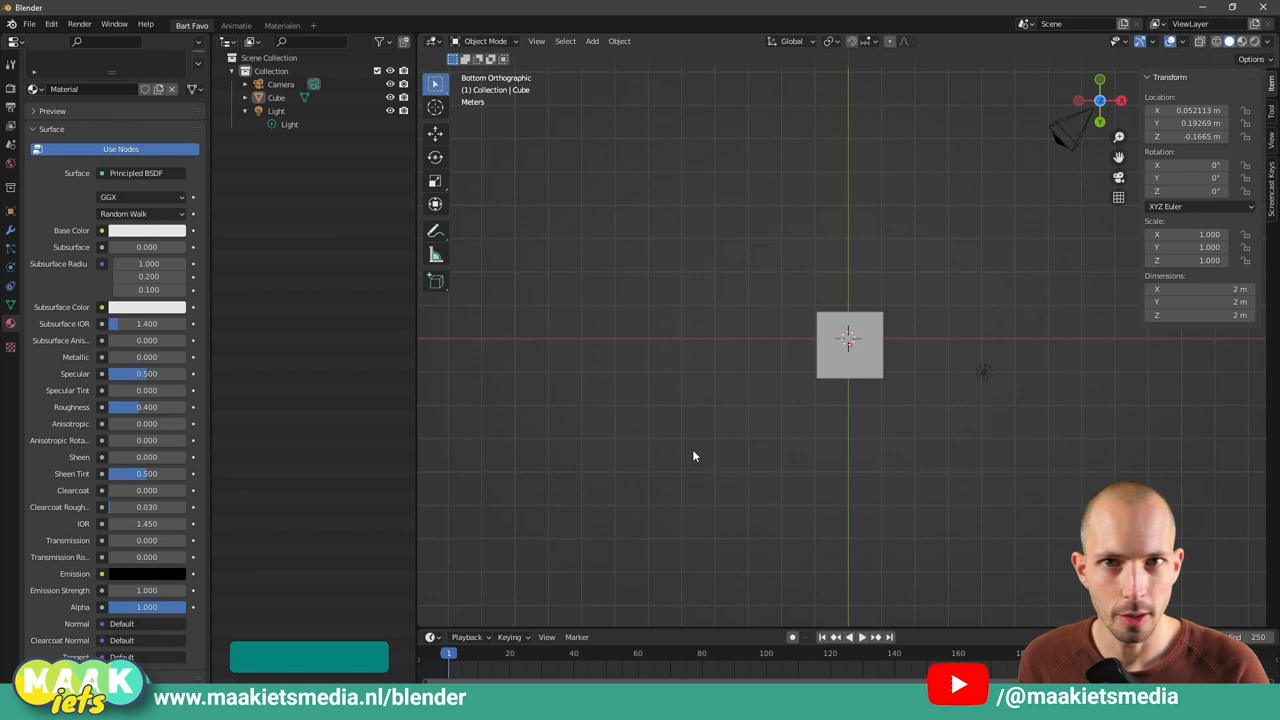 Blender
File Edit Render Window Help Bart Favo Animatie Materialen
Scene ViewLayer
Object Mode View Select Add Object Global
Options
Scene Collection
Collection
Camera
Cube
Light
Light
Material
Preview
Surface
Use Nodes
Surface Principled BSDF
GGX
Random Walk
Base Color
Subsurface 0.000
Subsurface Radiu 1.000
0.200
0.100
Subsurface Color
Subsurface IOR 1.400
Subsurface Anis... 0.000
Metallic 0.000
Specular 0.500
Specular Tint 0.000
Roughness 0.400
Anisotropic 0.000
Anisotropic Rota... 0.000
Sheen 0.000
Sheen Tint 0.500
Clearcoat 0.000
Clearcoat Rough... 0.030
IOR 1.450
Transmission 0.000
Transmission Ro... 0.000
Emission
Emission Strength 1.000
Alpha 1.000
Normal Default
Clearcoat Normal Default
Tangent Default
Bottom Orthographic
(1) Collection | Cube
Meters
Z
X
Y
Transform
Location:
X 0.052113 m
Y 0.19269 m
Z -0.1665 m
Rotation:
X 0°
Y 0°
Z 0°
XYZ Euler
Scale:
X 1.000
Y 1.000
Z 1.000
Dimensions:
X 2 m
Y 2 m
Z 2 m
Item
Tool
View
Screencast Keys
Playback Keying View Marker
End 250
1 20 40 60 80 100 120 140 160
MAAK
iets
www.maakietsmedia.nl/blender
/@maakietsmedia